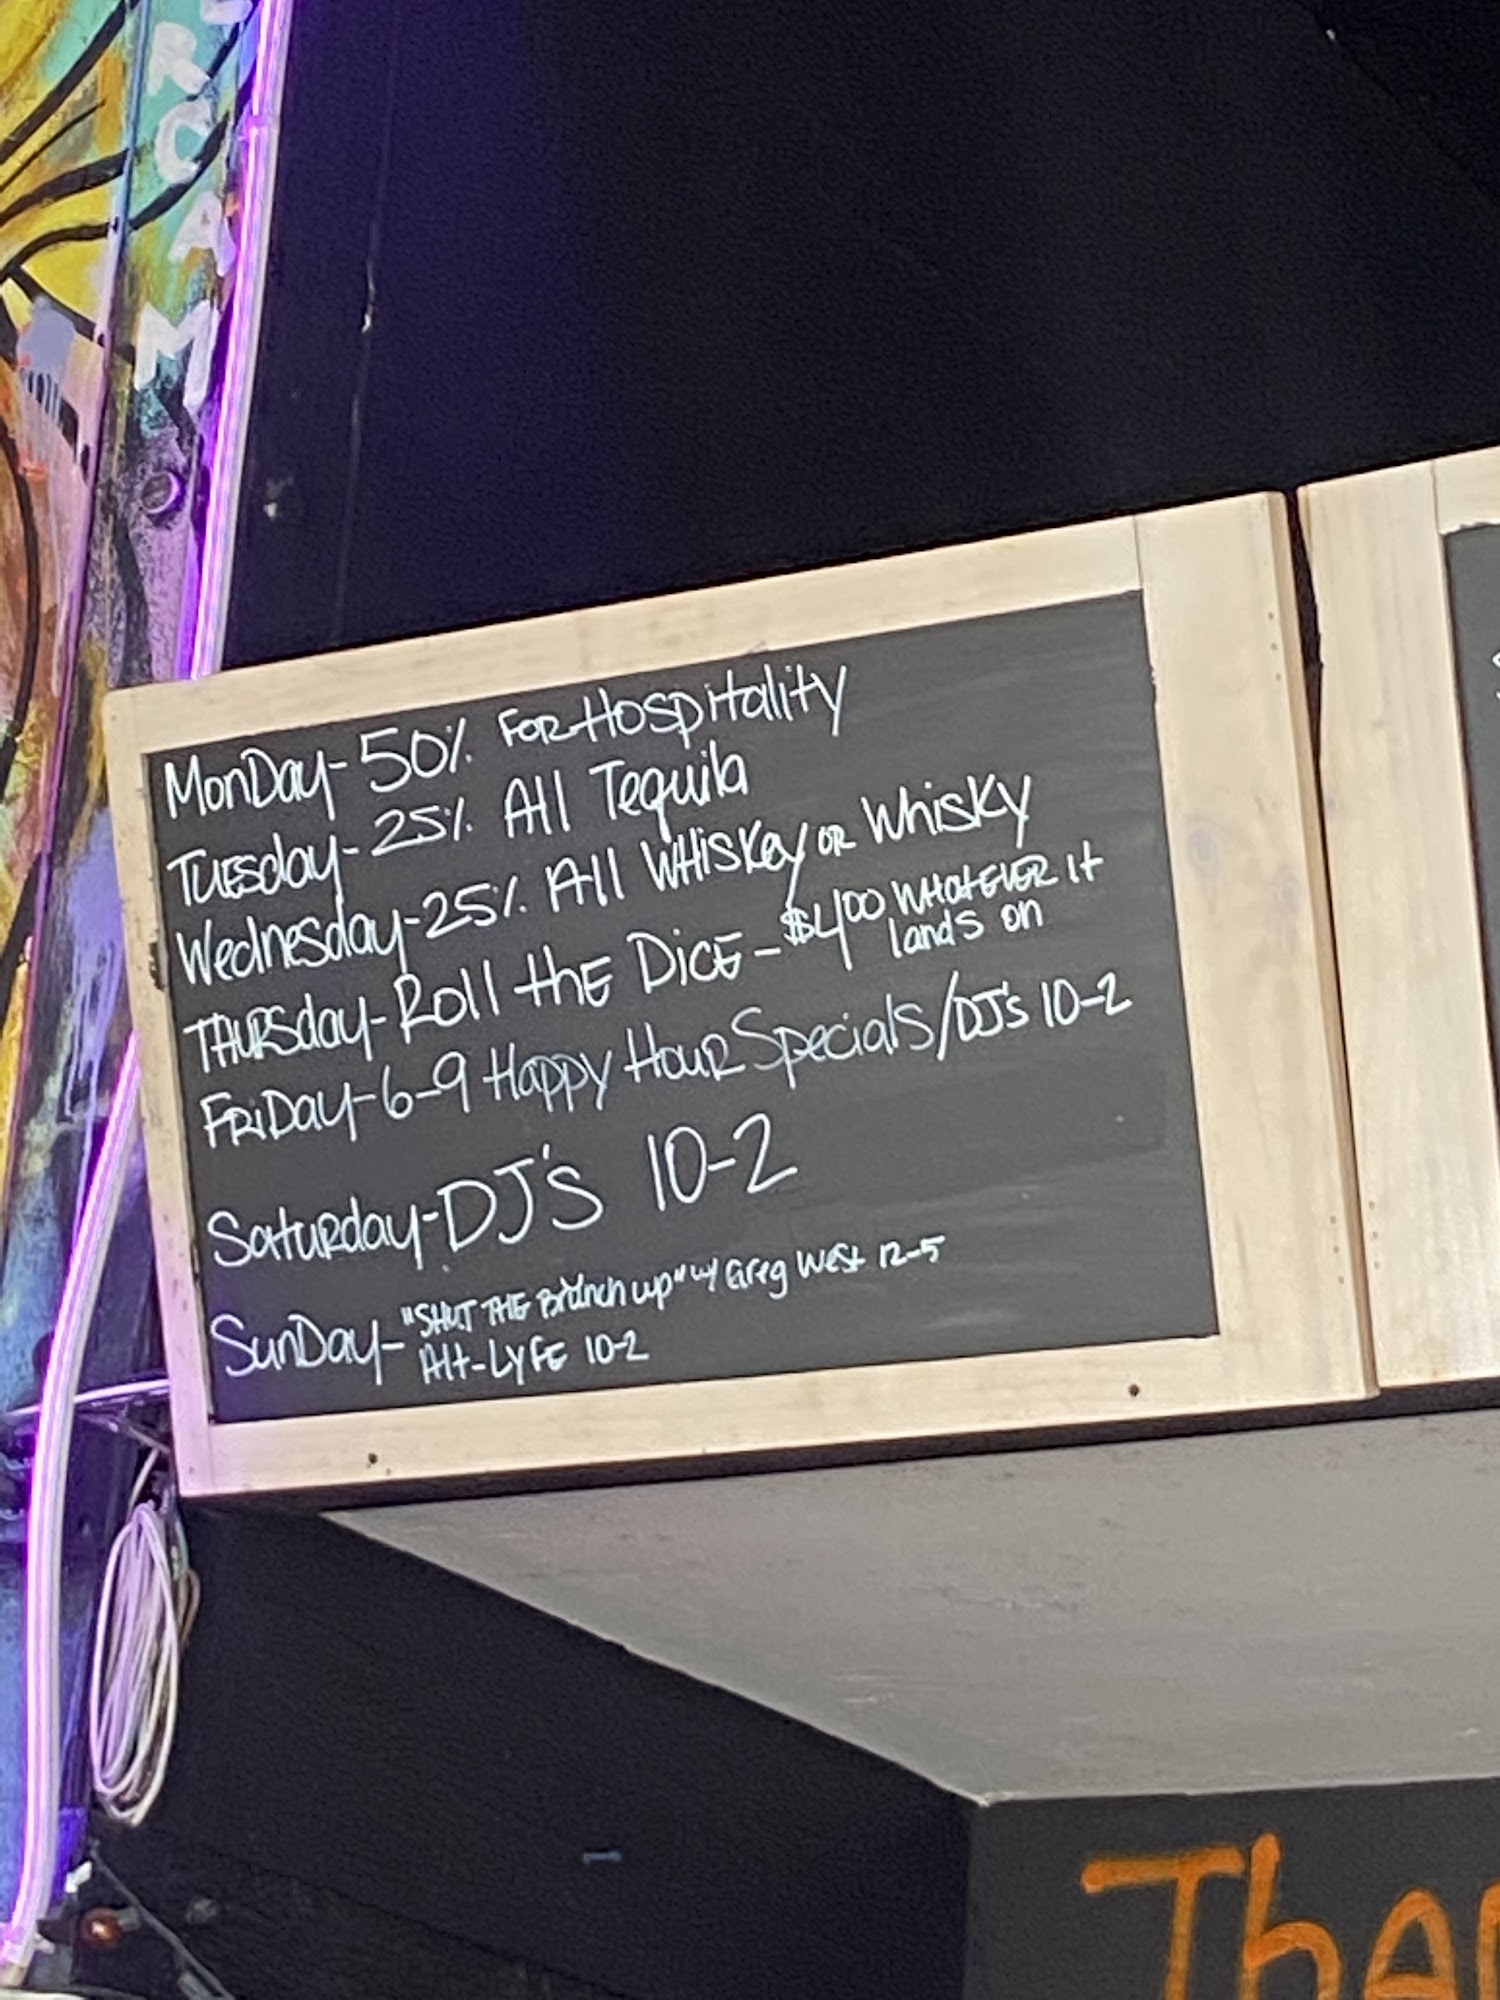 RCAM
MonDay- 50% FOR Hospitality
Tuesday- 25% All Tequila
Wednesday- 25% All WHiskey OR Whisky
THURSday- Roll thE DicE - $4.00 WHatEVER it
lands on
FRiDay- 6-9 Happy HouR Specials/DJ's 10-2
Saturday- DJ's 10-2
SunDay- "SHUT THE Brunch up" w/ Greg West 12-5
Alt-LyFE 10-2